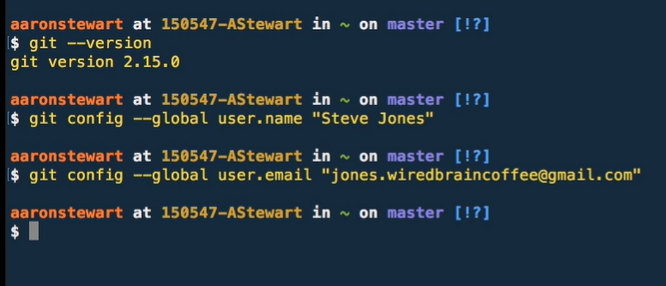 aaronstewart at 150547-AStewart in ~ on master [!?]
$ git --version
git version 2.15.0
aaronstewart at 150547-AStewart in ~ on master [!?]
$ git config --global user.name "Steve Jones"
aaronstewart at 150547-AStewart in ~ on master [!?]
$ git config --global user.email "jones.wiredbraincoffee@gmail.com"
aaronstewart at 150547-AStewart in ~ on master [!?]
$